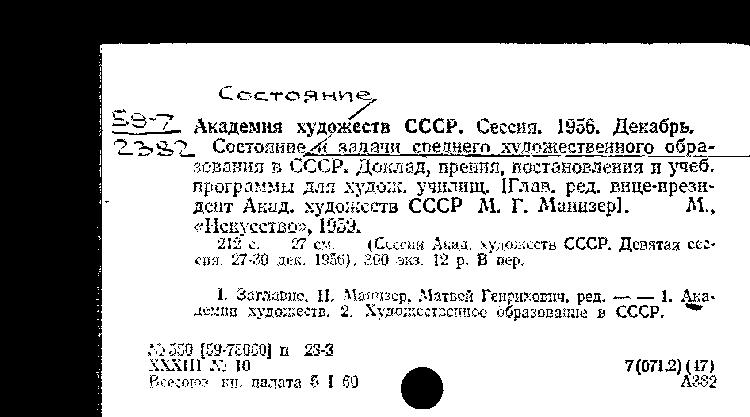 Состояние
59-7
2382
Академия художеств СССР. Сессия. 1956. Декабрь.
Состояние и задачи среднего художественного обра-
зования в СССР. Доклад, прения, постановления и учеб.
программы для худож. училищ. [Глав. ред. вице-прези-
дент Акад. художеств СССР М. Г. Манизер]. М.,
«Искусство», 1959.
212 с. 27 см. (Сессия Акад. художеств СССР. Девятая сес-
сия. 27-30 дек. 1956). 300 экз. 12 р. В пер.
1. Заглавие. II. Манизер, Матвей Генрихович, ред. — — 1. Ака-
демия художеств. 2. Художественное образование в СССР.
№ 550 п 23-3
XXXIII № 10
7(071.2)(47)
Всесоюз. кн. палата 5 I 60
А382